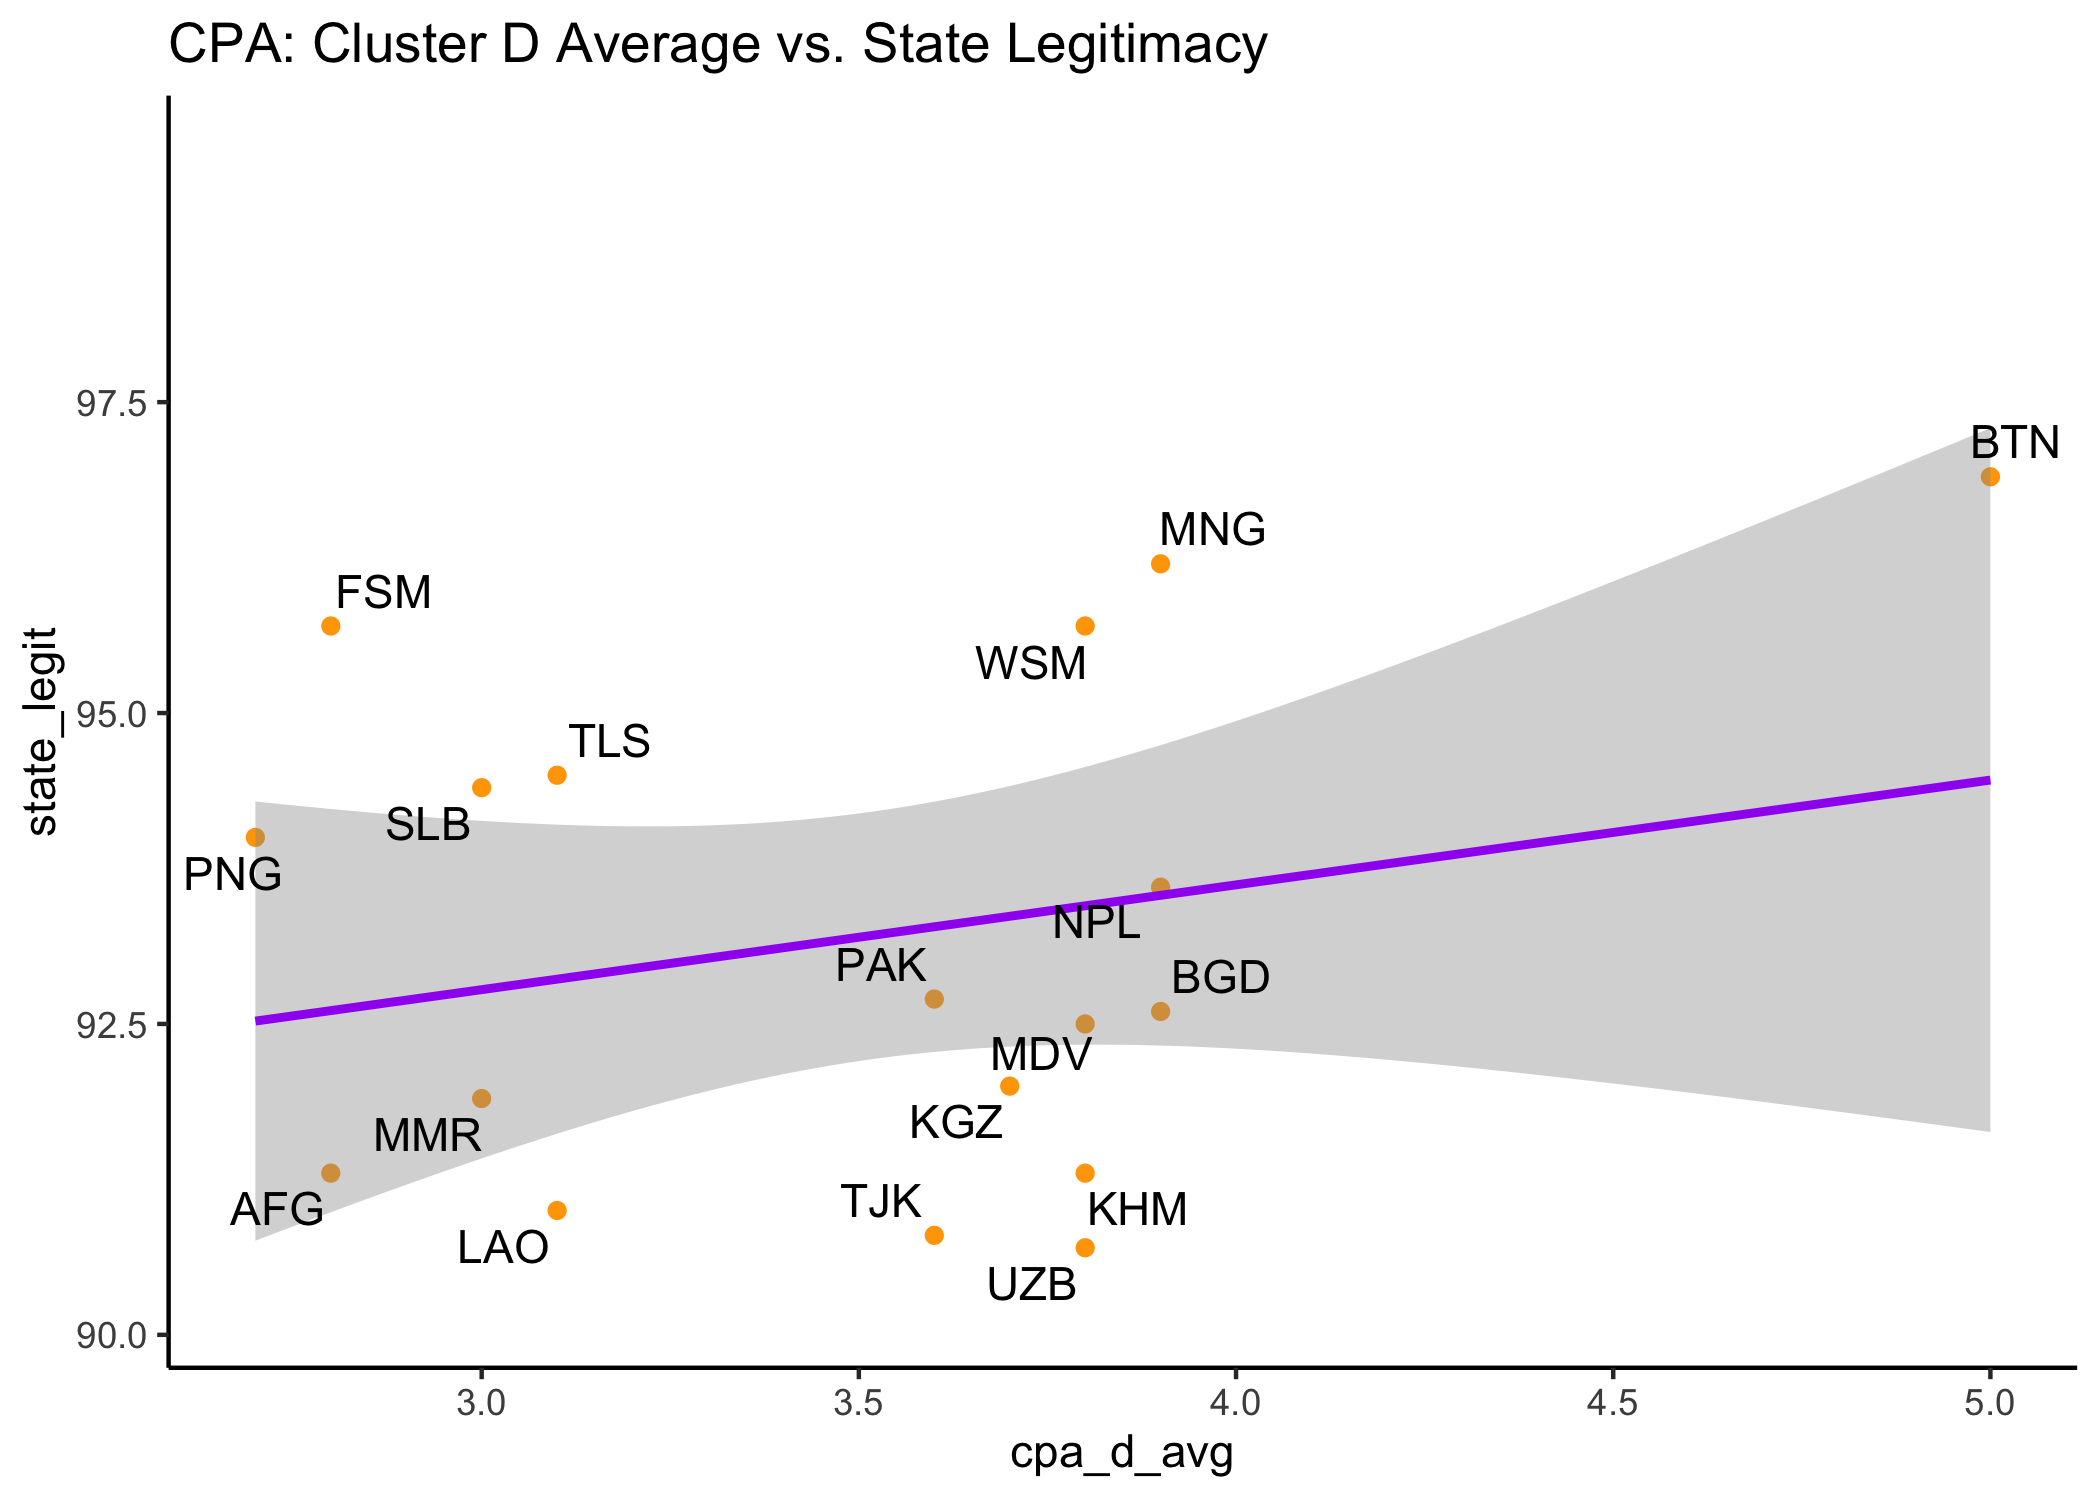 CPA: Cluster D Average vs. State Legitimacy
97.5
95.0
92.5
90.0
state_legit
BTN
MNG
FSM
WSM
TLS
SLB
PNG
NPL
PAK
BGD
MDV
KGZ
MMR
AFG
TJK
KHM
LAO
UZB
3.0
3.5
4.0
4.5
5.0
cpa_d_avg